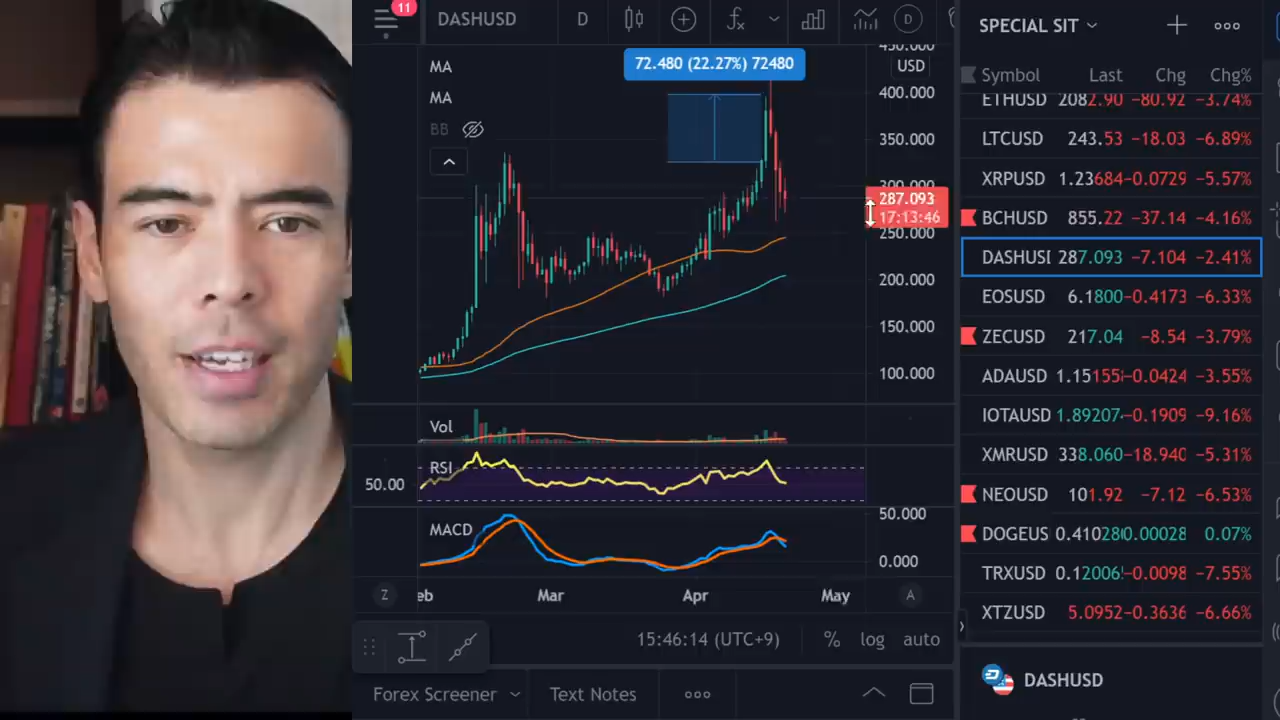 11
DASHUSD
D
D
SPECIAL SIT
MA
72.480 (22.27%) 72480
USD
MA
BB
400.000
350.000
300.000
287.093
17:13:46
250.000
200.000
150.000
100.000
Symbol Last Chg Chg%
ETHUSD 2082.90 −80.92 −3.74%
LTCUSD 243.53 −18.03 −6.89%
XRPUSD 1.23684 -0.0729 −5.57%
BCHUSD 855.22 −37.14 −4.16%
DASHUSD 287.093 −7.104 −2.41%
EOSUSD 6.1800 −0.4173 −6.33%
ZECUSD 217.04 −8.54 −3.79%
ADAUSD 1.15155 −0.0424 −3.55%
IOTAUSD 1.89207 −0.1909 −9.16%
XMRUSD 338.060 −18.940 −5.31%
NEOUSD 101.92 −7.12 −6.53%
DOGEUS 0.41028 0.00028 0.07%
TRXUSD 0.12006 −0.0098 −7.55%
XTZUSD 5.0952 −0.3636 −6.66%
Vol
RSI
50.00
MACD
50.000
0.000
Z
eb Mar Apr May
A
15:46:14 (UTC+9)
% log auto
Forex Screener
Text Notes
DASHUSD